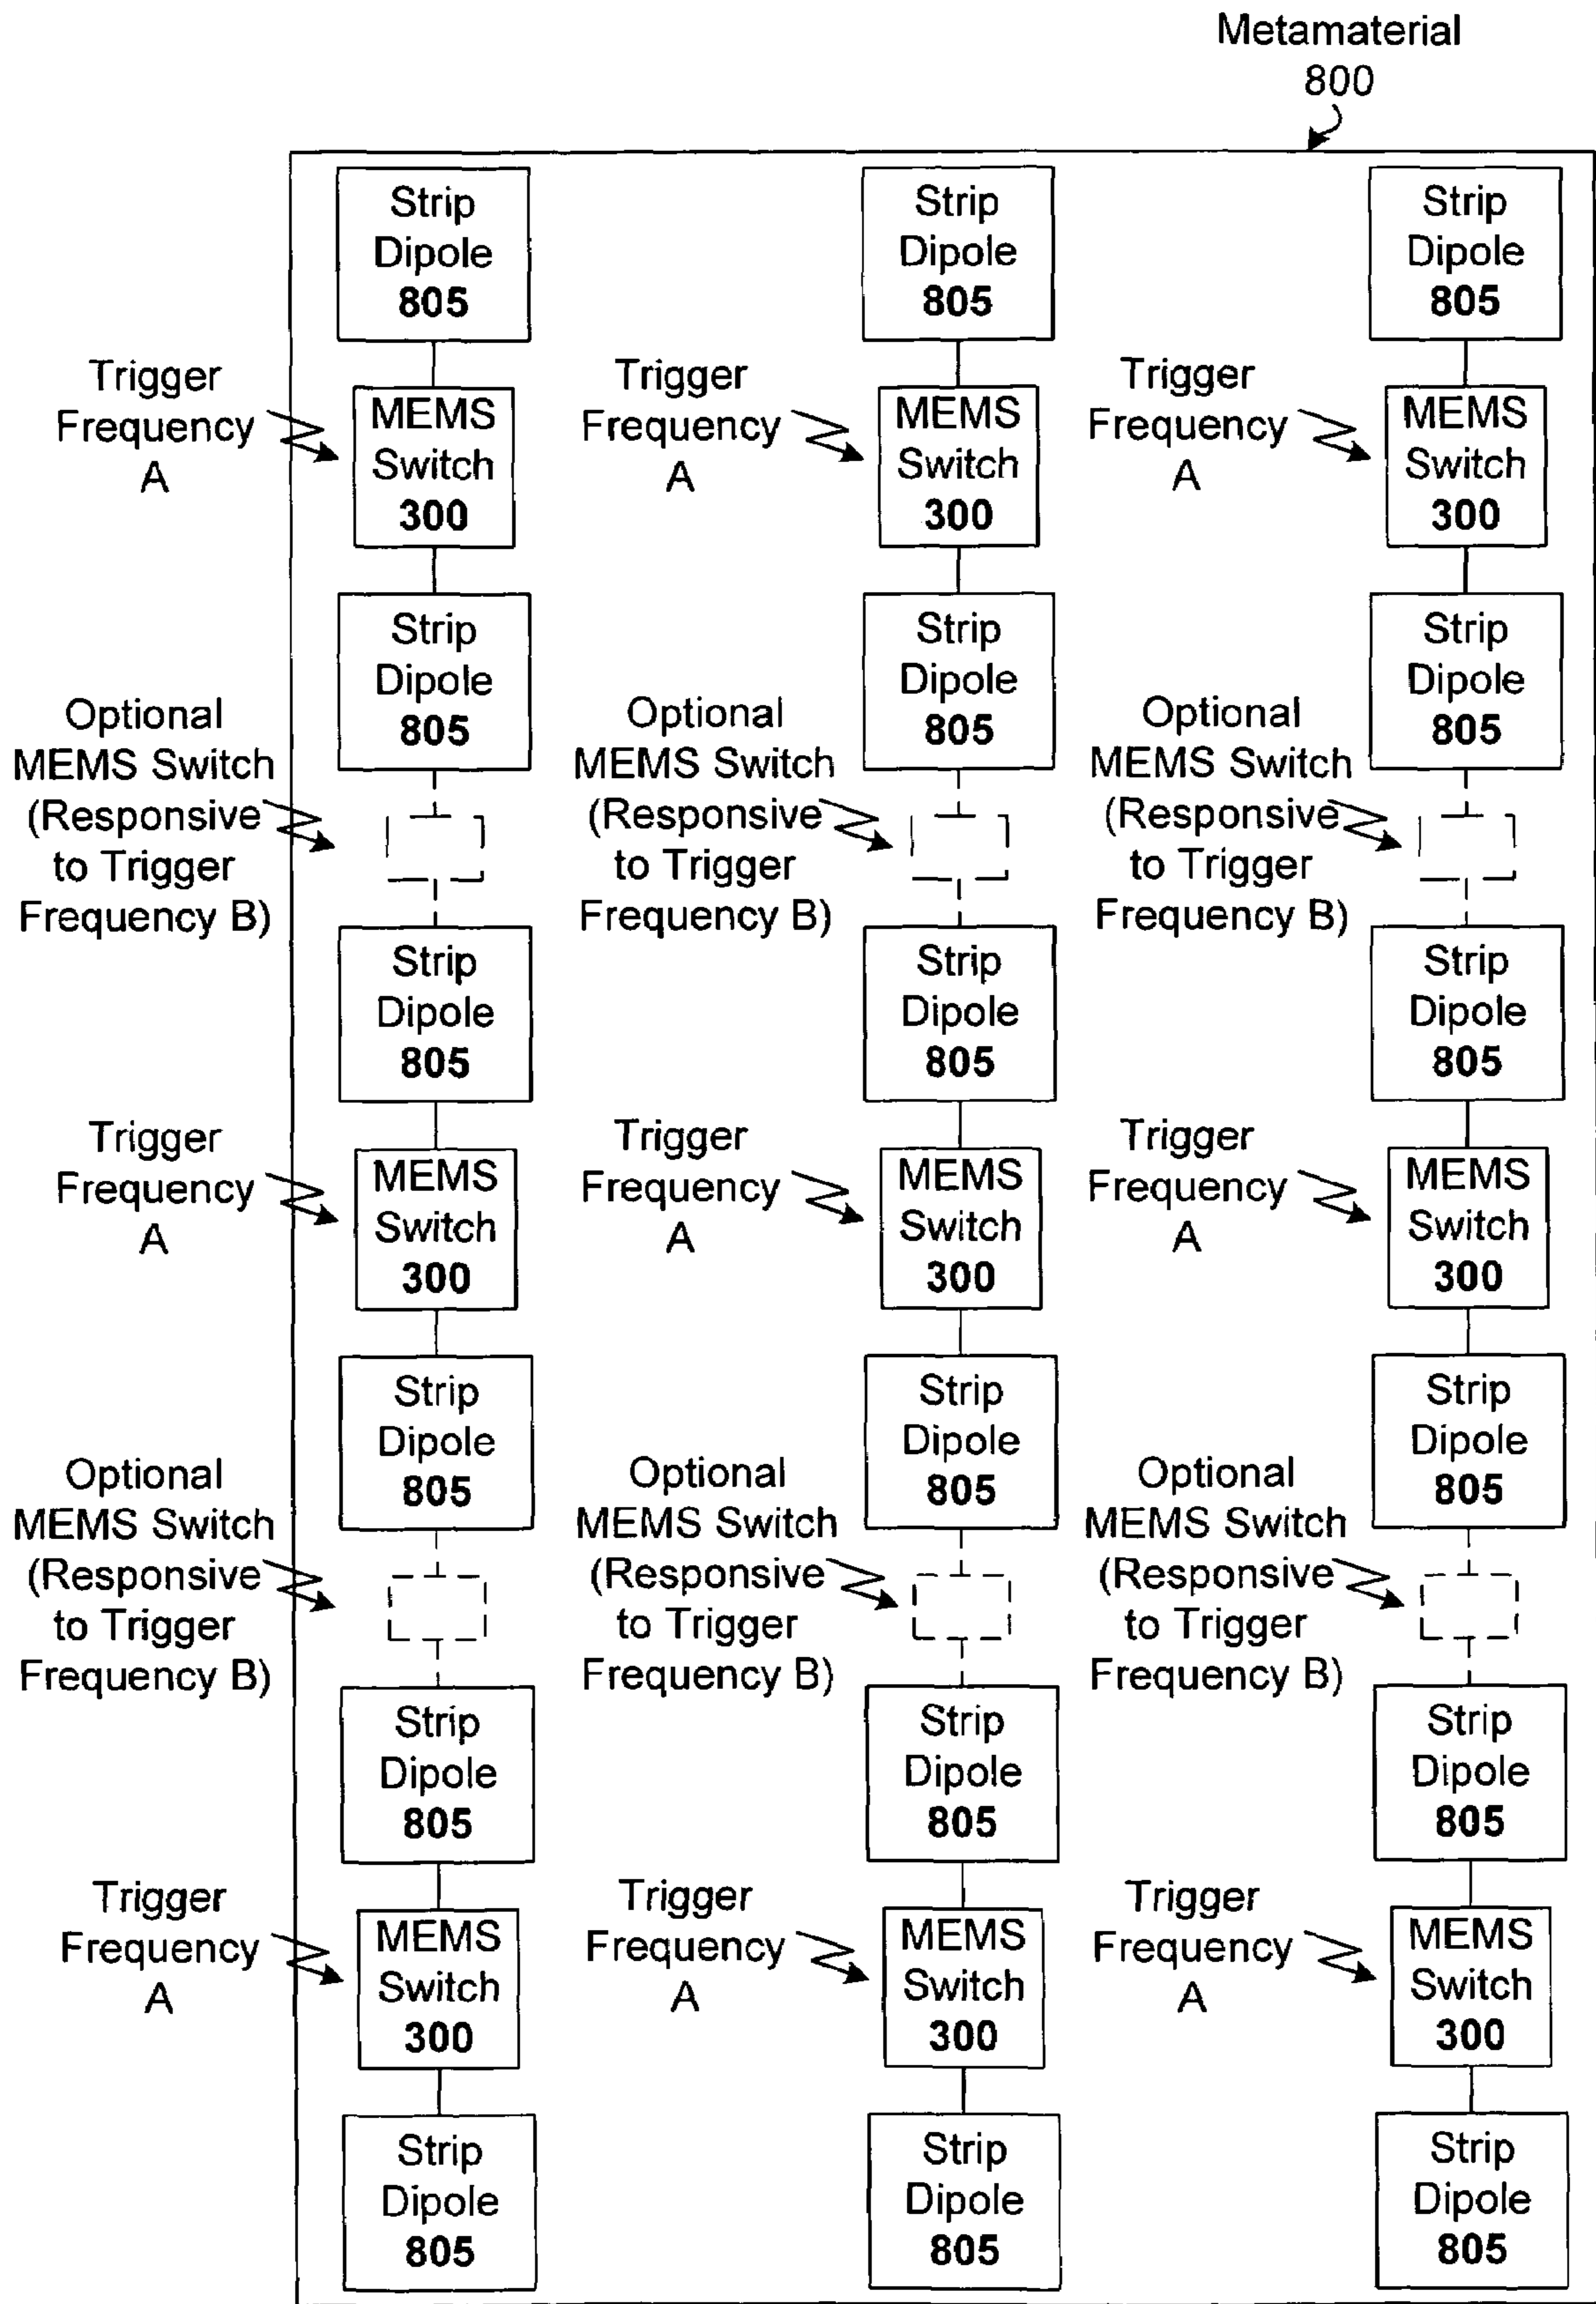 Metamaterial
800
Strip
Dipole
805
Strip
Dipole
805
Strip
Dipole
805
Trigger
Frequency
A
MEMS
Switch
300
Trigger
Frequency
A
MEMS
Switch
300
Trigger
Frequency
A
MEMS
Switch
300
Strip
Dipole
805
Strip
Dipole
805
Strip
Dipole
805
Optional
MEMS Switch
(Responsive
to Trigger
Frequency B)
Optional
MEMS Switch
(Responsive
to Trigger
Frequency B)
Optional
MEMS Switch
(Responsive
to Trigger
Frequency B)
Strip
Dipole
805
Strip
Dipole
805
Strip
Dipole
805
Trigger
Frequency
A
MEMS
Switch
300
Trigger
Frequency
A
MEMS
Switch
300
Trigger
Frequency
A
MEMS
Switch
300
Strip
Dipole
805
Strip
Dipole
805
Strip
Dipole
805
Optional
MEMS Switch
(Responsive
to Trigger
Frequency B)
Optional
MEMS Switch
(Responsive
to Trigger
Frequency B)
Optional
MEMS Switch
(Responsive
to Trigger
Frequency B)
Strip
Dipole
805
Strip
Dipole
805
Strip
Dipole
805
Trigger
Frequency
A
MEMS
Switch
300
Trigger
Frequency
A
MEMS
Switch
300
Trigger
Frequency
A
MEMS
Switch
300
Strip
Dipole
805
Strip
Dipole
805
Strip
Dipole
805